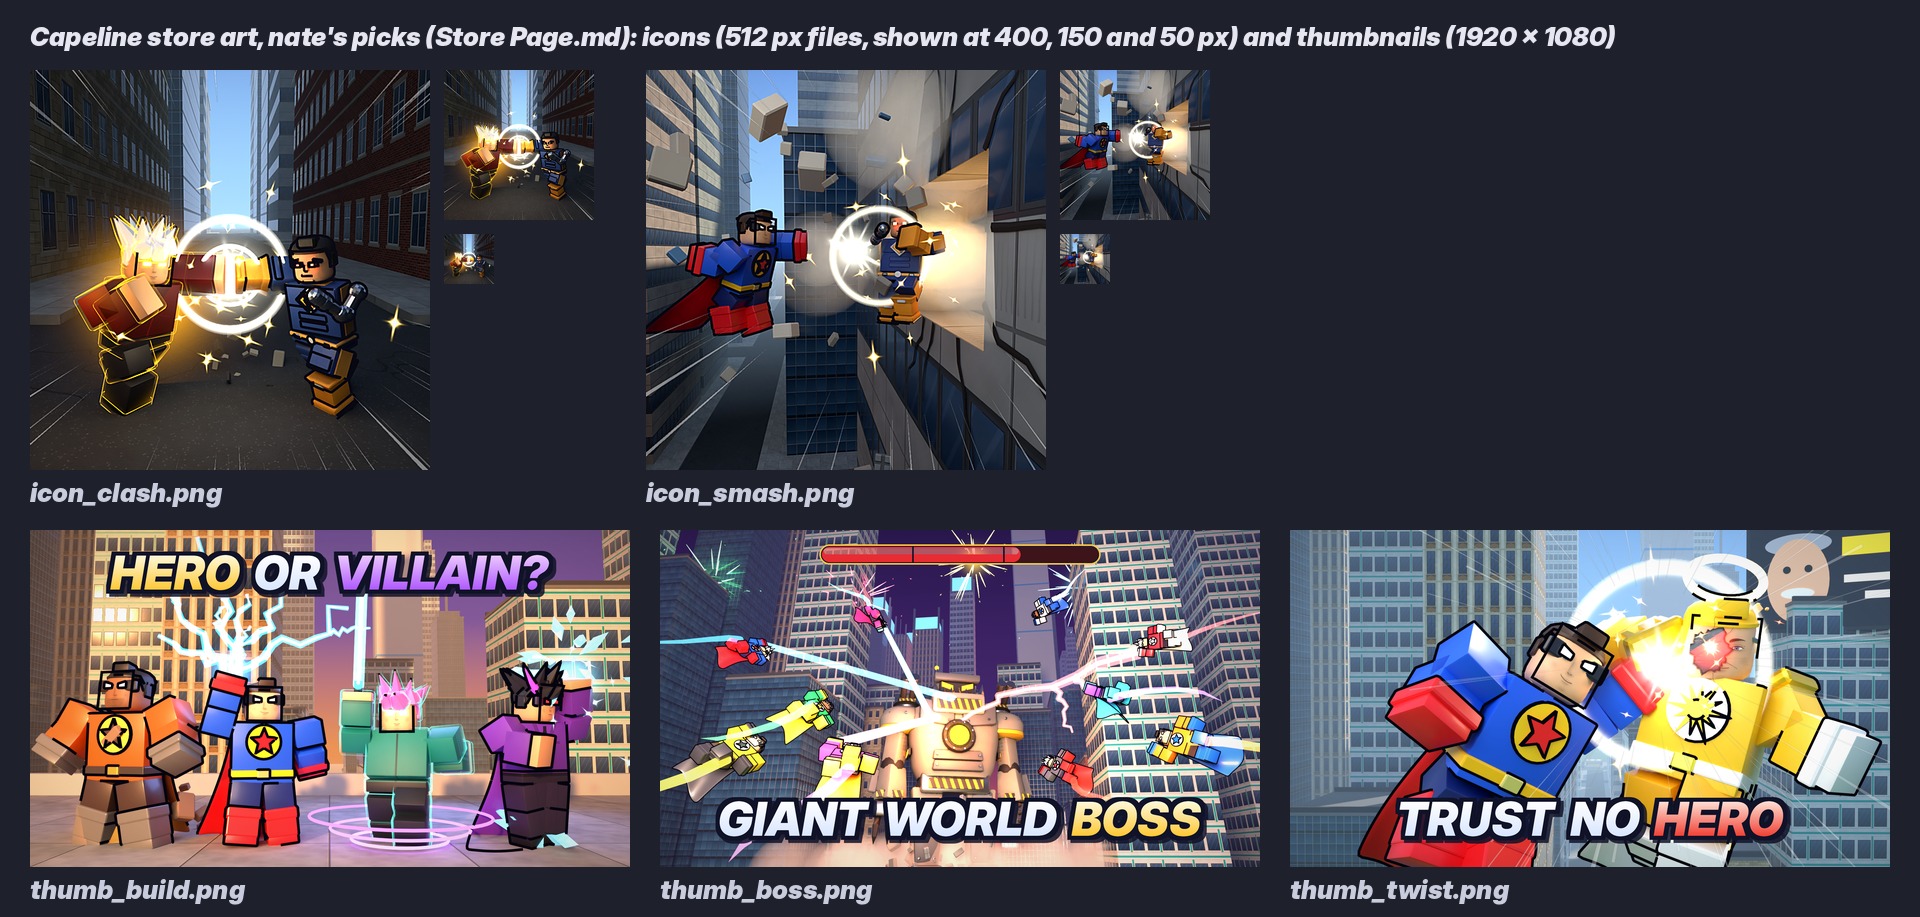 Capeline store art, nate's picks (Store Page.md): icons (512 px files, shown at 400, 150 and 50 px) and thumbnails (1920 × 1080)
icon_clash.png
icon_smash.png
HERO OR VILLAIN?
GIANT WORLD BOSS
TRUST NO HERO
thumb_build.png
thumb_boss.png
thumb_twist.png